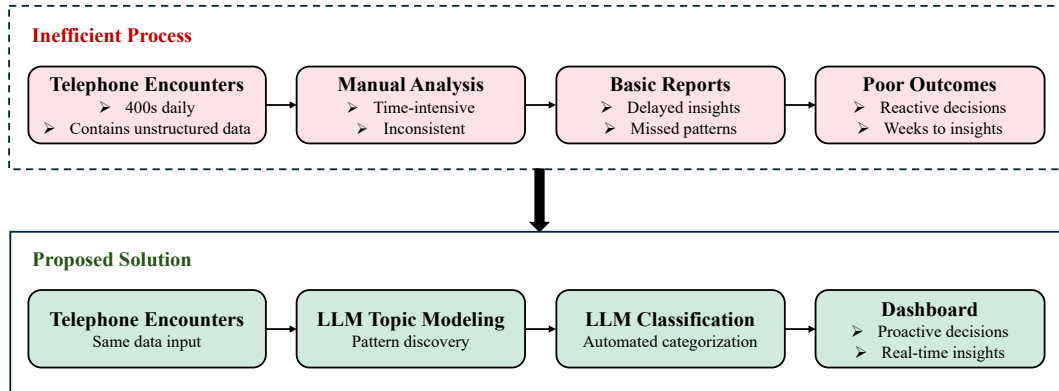 Inefficient Process
Telephone Encounters
➢ 400s daily
➢ Contains unstructured data
Manual Analysis
➢ Time-intensive
➢ Inconsistent
Basic Reports
➢ Delayed insights
➢ Missed patterns
Poor Outcomes
➢ Reactive decisions
➢ Weeks to insights
Proposed Solution
Telephone Encounters
Same data input
LLM Topic Modeling
Pattern discovery
LLM Classification
Automated categorization
Dashboard
➢ Proactive decisions
➢ Real-time insights